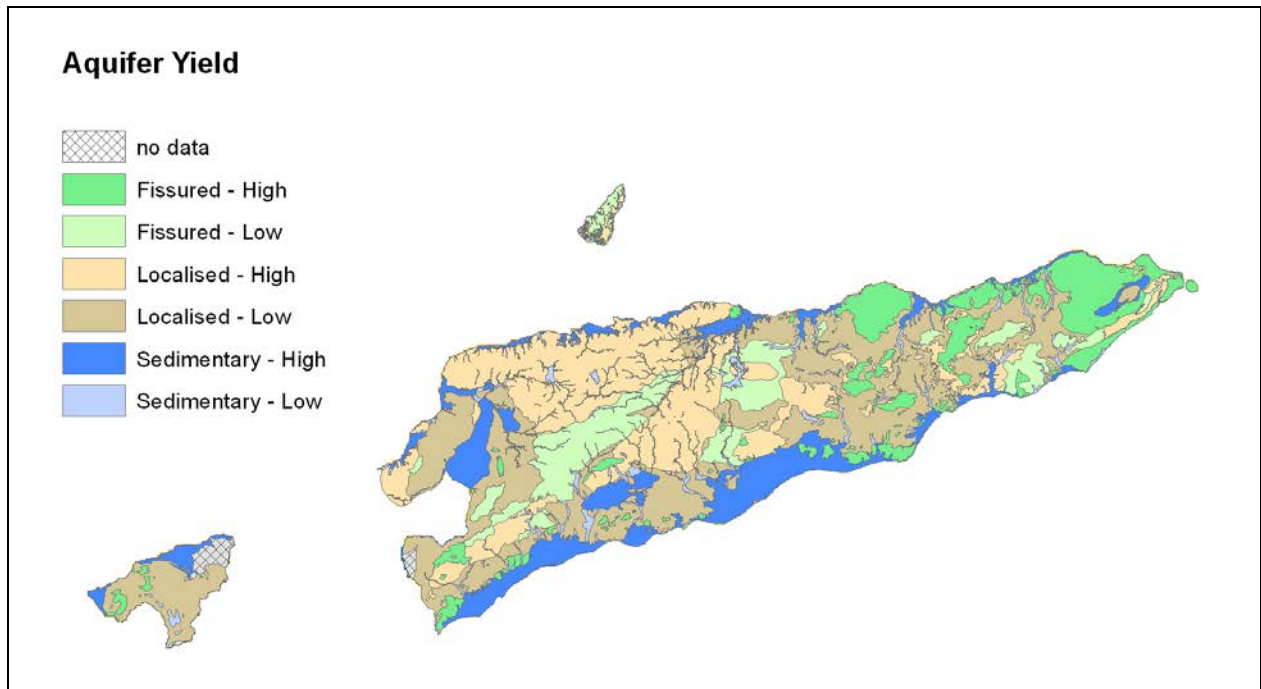 Aquifer Yield
no data
Fissured - High
Fissured - Low
Localised - High
Localised - Low
Sedimentary - High
Sedimentary - Low